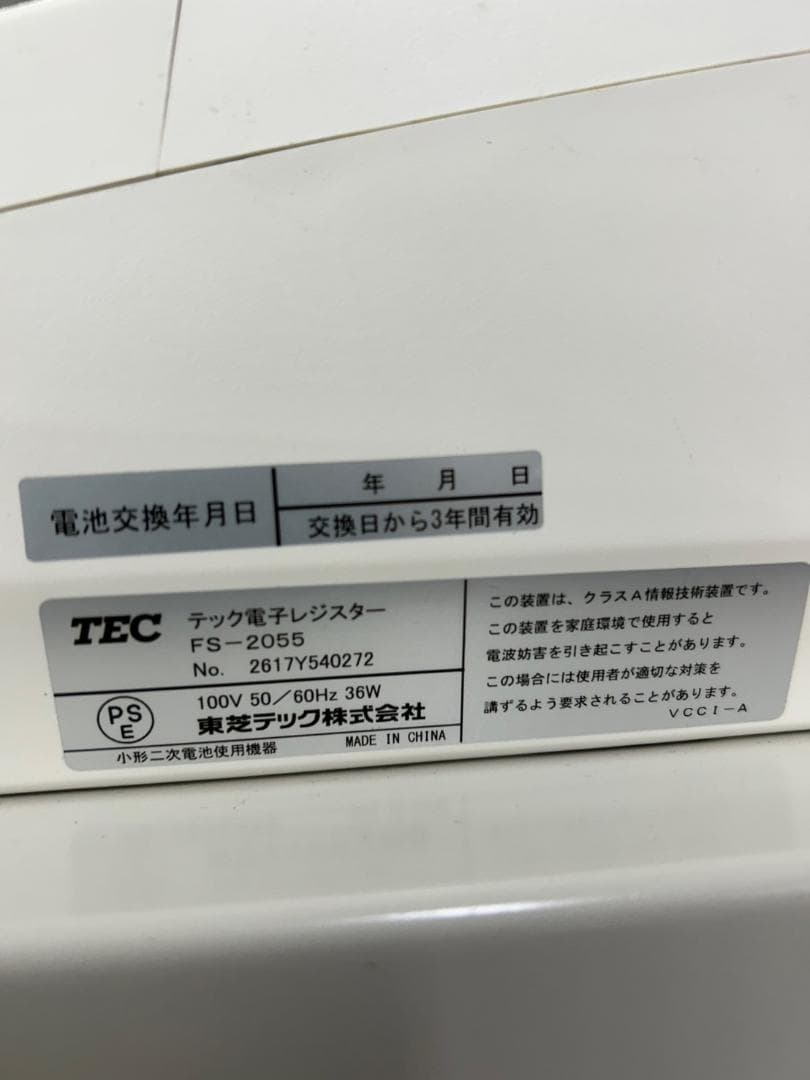 電池交換年月日
年 月 日
交換日から3年間有効
TEC テック電子レジスター
FS-2055
No. 2617Y540272
PSE
100V 50/60Hz 36W
東芝テック株式会社
小形二次電池使用機器
MADE IN CHINA
この装置は、クラスA情報技術装置です。
この装置を家庭環境で使用すると
電波妨害を引き起こすことがあります。
この場合には使用者が適切な対策を
講ずるよう要求されることがあります。
VCCI-A